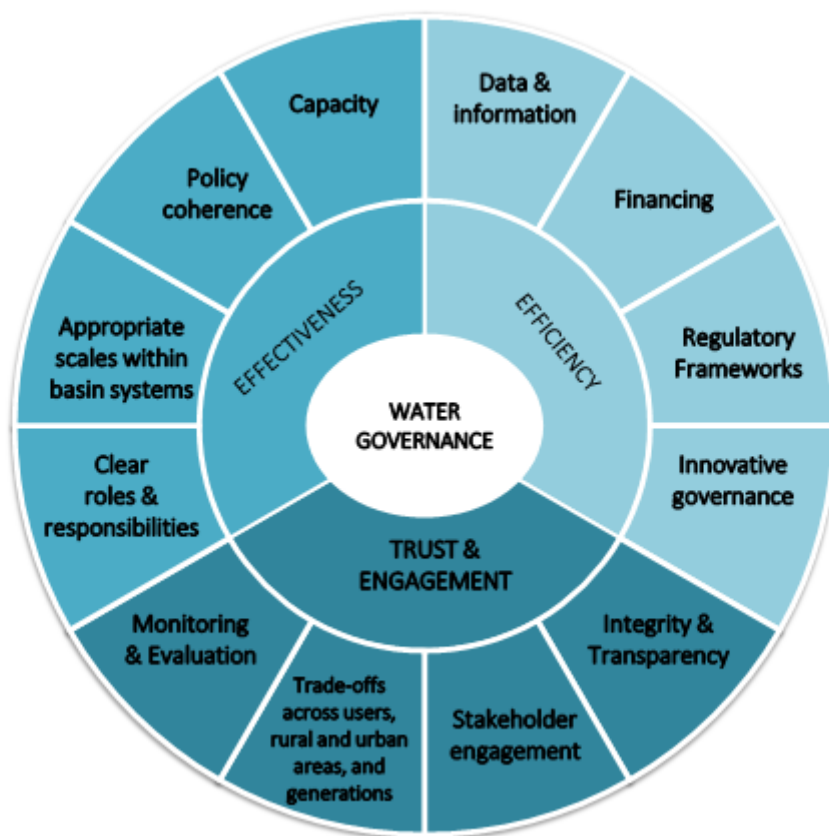 Capacity
Data &
information
Policy
coherence
Financing
EFFECTIVENESS
EFFICIENCY
Appropriate
scales within
basin systems
Regulatory
Frameworks
WATER
GOVERNANCE
Clear
roles &
responsibilities
Innovative
governance
TRUST &
ENGAGEMENT
Monitoring
& Evaluation
Integrity &
Transparency
Trade-offs
across users,
rural and urban
areas, and
generations
Stakeholder
engagement